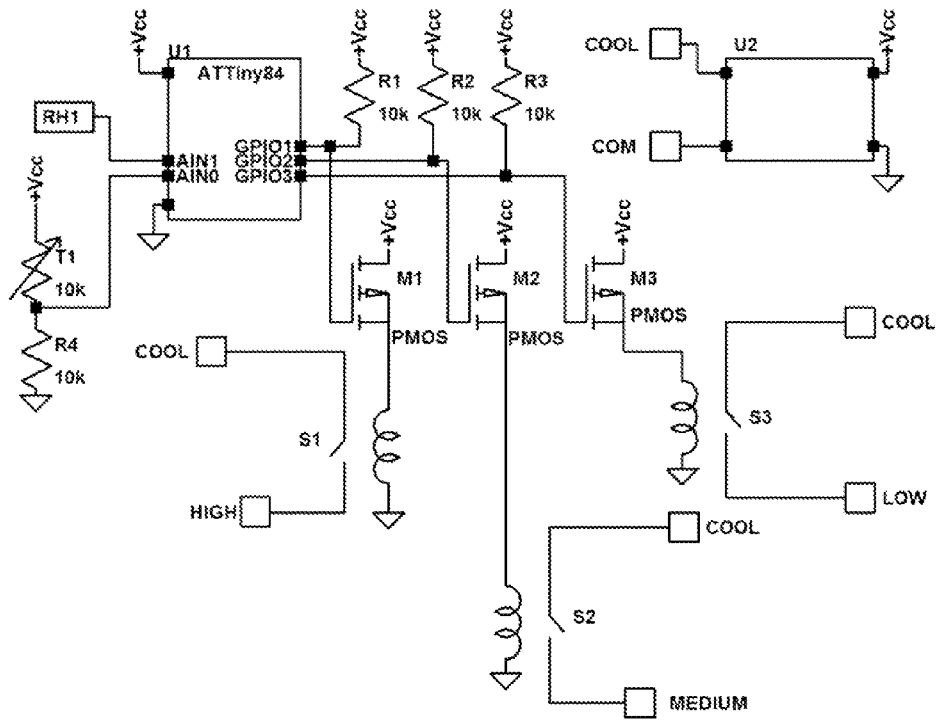 +Vcc
U1
ATTiny84
+Vcc
R1
10k
+Vcc
R2
10k
+Vcc
R3
10k
COOL
U2
+Vcc
COM
RH1
AIN1
AIN0
GPIO1
GPIO2
GPIO3
+Vcc
T1
10k
R4
10k
+Vcc
M1
PMOS
+Vcc
M2
PMOS
+Vcc
M3
PMOS
COOL
S1
HIGH
COOL
S3
LOW
COOL
S2
MEDIUM